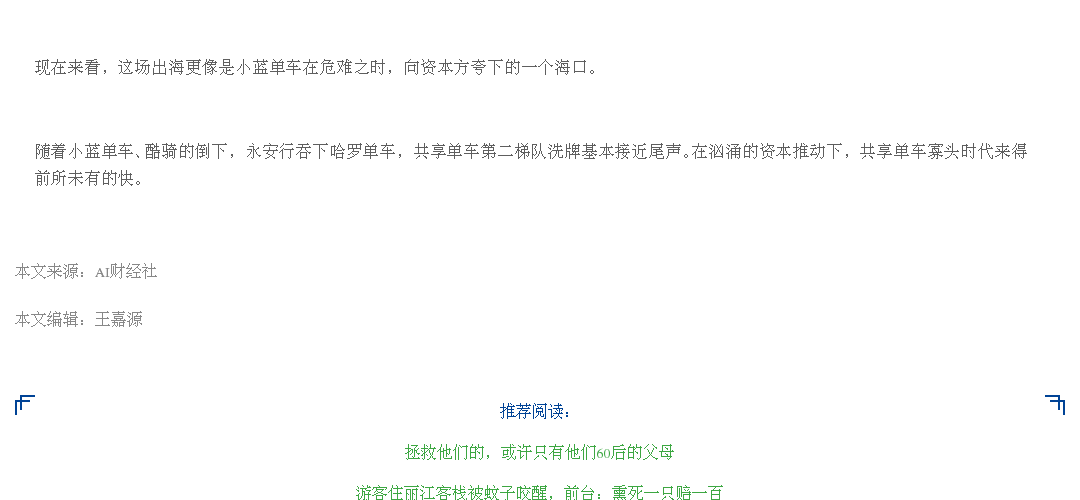 现在来看，这场出海更像是小蓝单车在危难之时，向资本方夸下的一个海口。
随着小蓝单车、酷骑的倒下，永安行吞下哈罗单车，共享单车第二梯队洗牌基本接近尾声。在汹涌的资本推动下，共享单车寡头时代来得
前所未有的快。
本文来源：AI财经社
本文编辑：王嘉源
推荐阅读：
拯救他们的，或许只有他们60后的父母
游客住丽江客栈被蚊子咬醒，前台：熏死一只赔一百